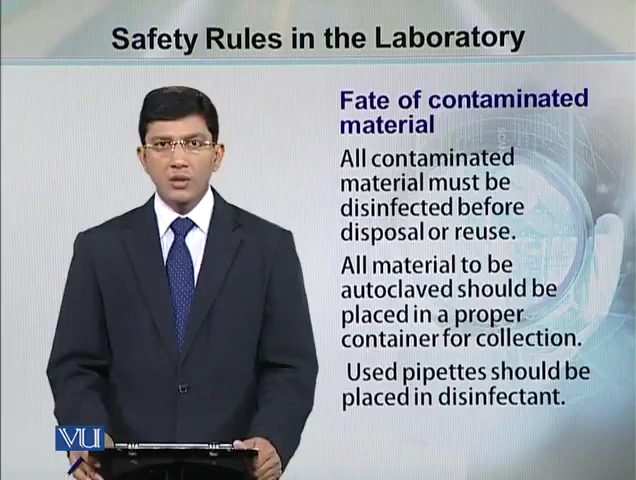 Safety Rules in the Laboratory
Fate of contaminated
material
All contaminated
material must be
disinfected before
disposal or reuse.
All material to be
autoclaved should be
placed in a proper
container for collection.
Used pipettes should be
placed in disinfectant.
VU